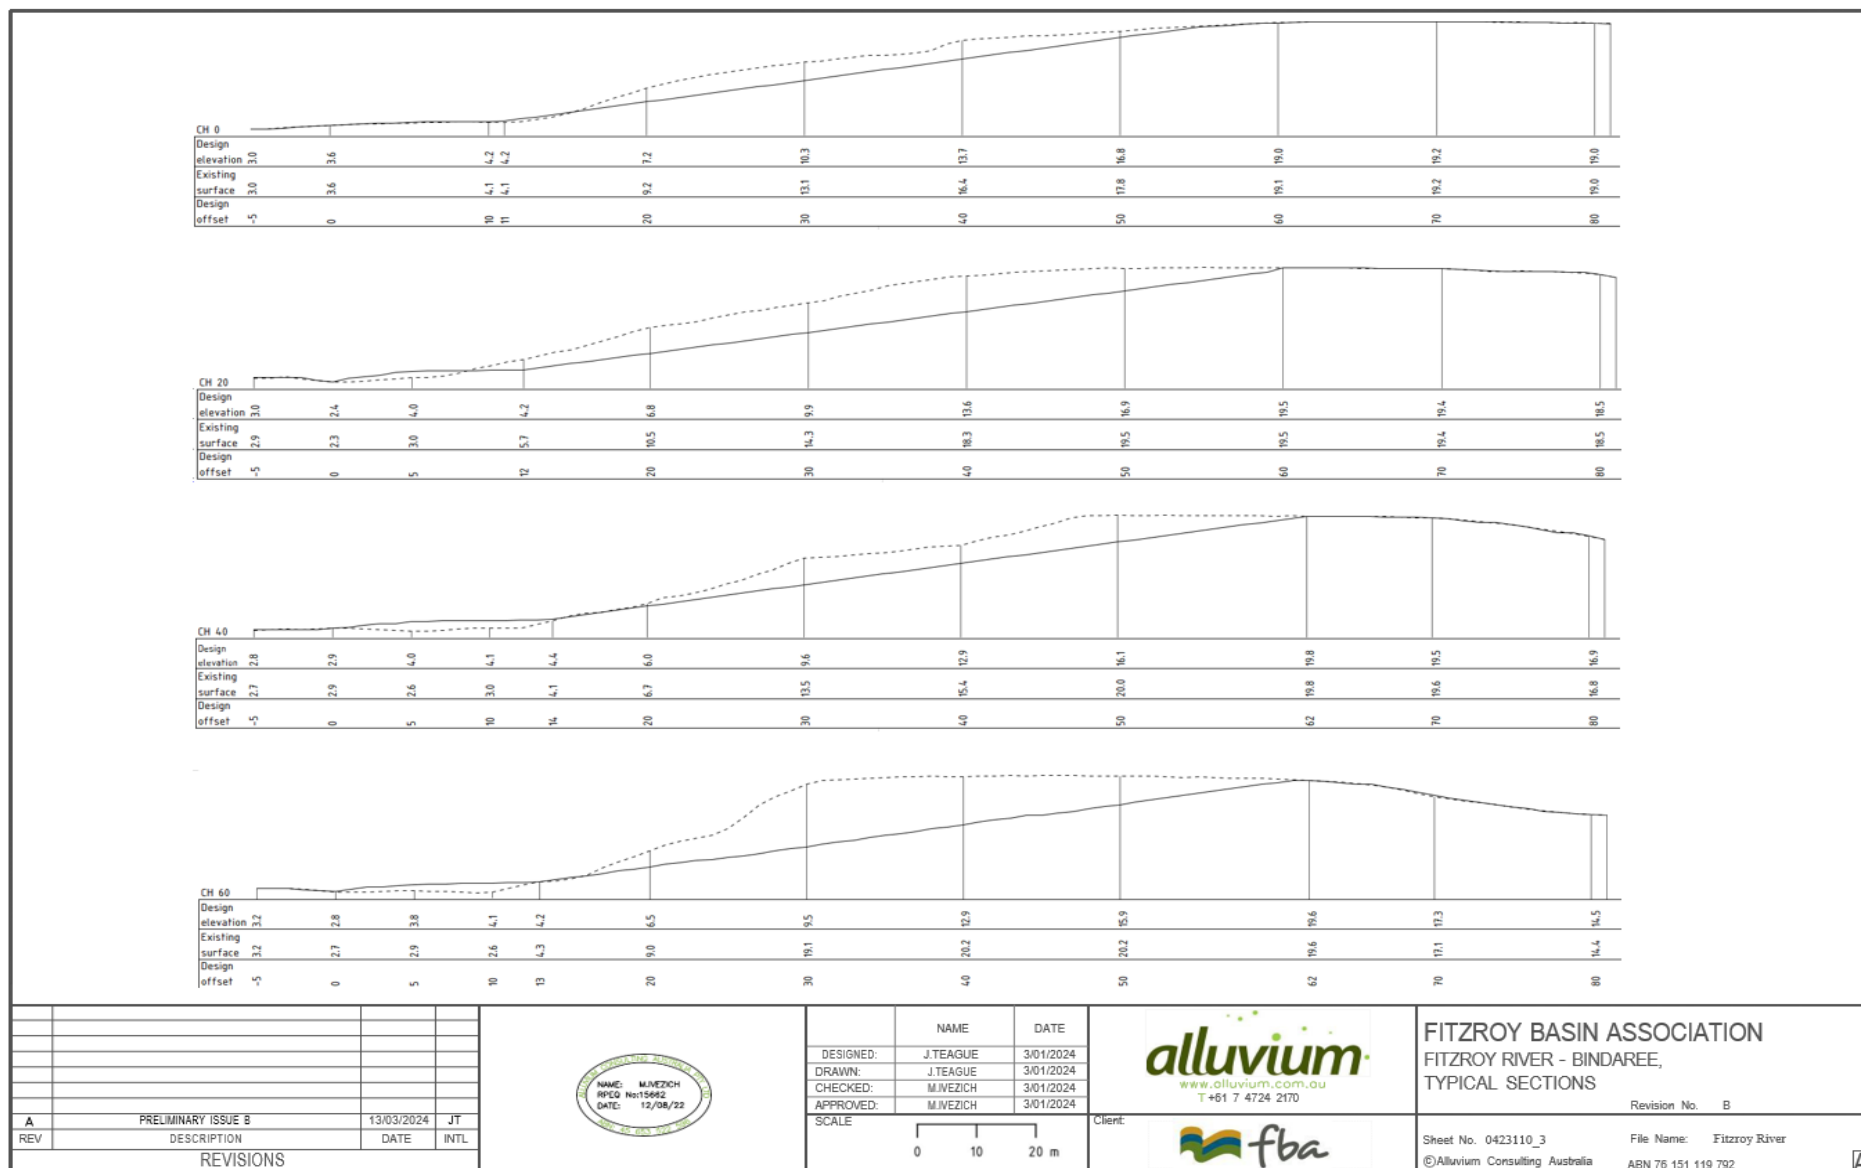 CH 0
Design
elevation 3.0 3.6 4.2 4.2 7.2 10.3 13.7 16.8 19.0 19.2 19.0
Existing
surface 3.0 3.6 4.1 4.1 9.2 13.1 16.4 17.8 19.1 19.2 19.0
Design
offset -5 0 10 11 20 30 40 50 60 70 80
CH 20
Design
elevation 3.0 2.4 4.0 4.2 6.8 9.9 13.6 16.9 19.5 19.4 18.5
Existing
surface 2.9 2.3 3.0 5.7 10.5 14.3 18.3 19.5 19.5 19.4 18.5
Design
offset -5 0 5 12 20 30 40 50 60 70 80
CH 40
Design
elevation 2.8 2.9 4.0 4.1 4.4 6.0 9.6 12.9 16.1 19.8 19.5 16.9
Existing
surface 2.7 2.9 2.6 3.0 4.1 6.7 13.5 15.4 20.0 19.8 19.6 16.8
Design
offset -5 0 5 10 14 20 30 40 50 62 70 80
CH 60
Design
elevation 3.2 2.8 3.8 4.1 4.2 6.5 9.5 12.9 15.9 19.6 17.3 14.5
Existing
surface 3.2 2.7 2.9 2.6 4.3 9.0 19.1 20.2 20.2 19.6 17.1 14.4
Design
offset -5 0 5 10 13 20 30 40 50 62 70 80
A PRELIMINARY ISSUE B 13/03/2024 JT
REV DESCRIPTION DATE INTL
REVISIONS
ALLUVIUM CONSULTING AUSTRALIA PTY LTD
NAME: M.IVEZICH
RPEQ No:15662
DATE: 12/08/22
NAME DATE
DESIGNED: J.TEAGUE 3/01/2024
DRAWN: J.TEAGUE 3/01/2024
CHECKED: M.IVEZICH 3/01/2024
APPROVED: M.IVEZICH 3/01/2024
SCALE
0 10 20 m
alluvium
www.alluvium.com.au
T +61 7 4724 2170
Client:
fba
FITZROY BASIN ASSOCIATION
FITZROY RIVER - BINDAREE,
TYPICAL SECTIONS
Revision No. B
Sheet No. 0423110_3 File Name: Fitzroy River
©Alluvium Consulting Australia ABN 76 151 119 792